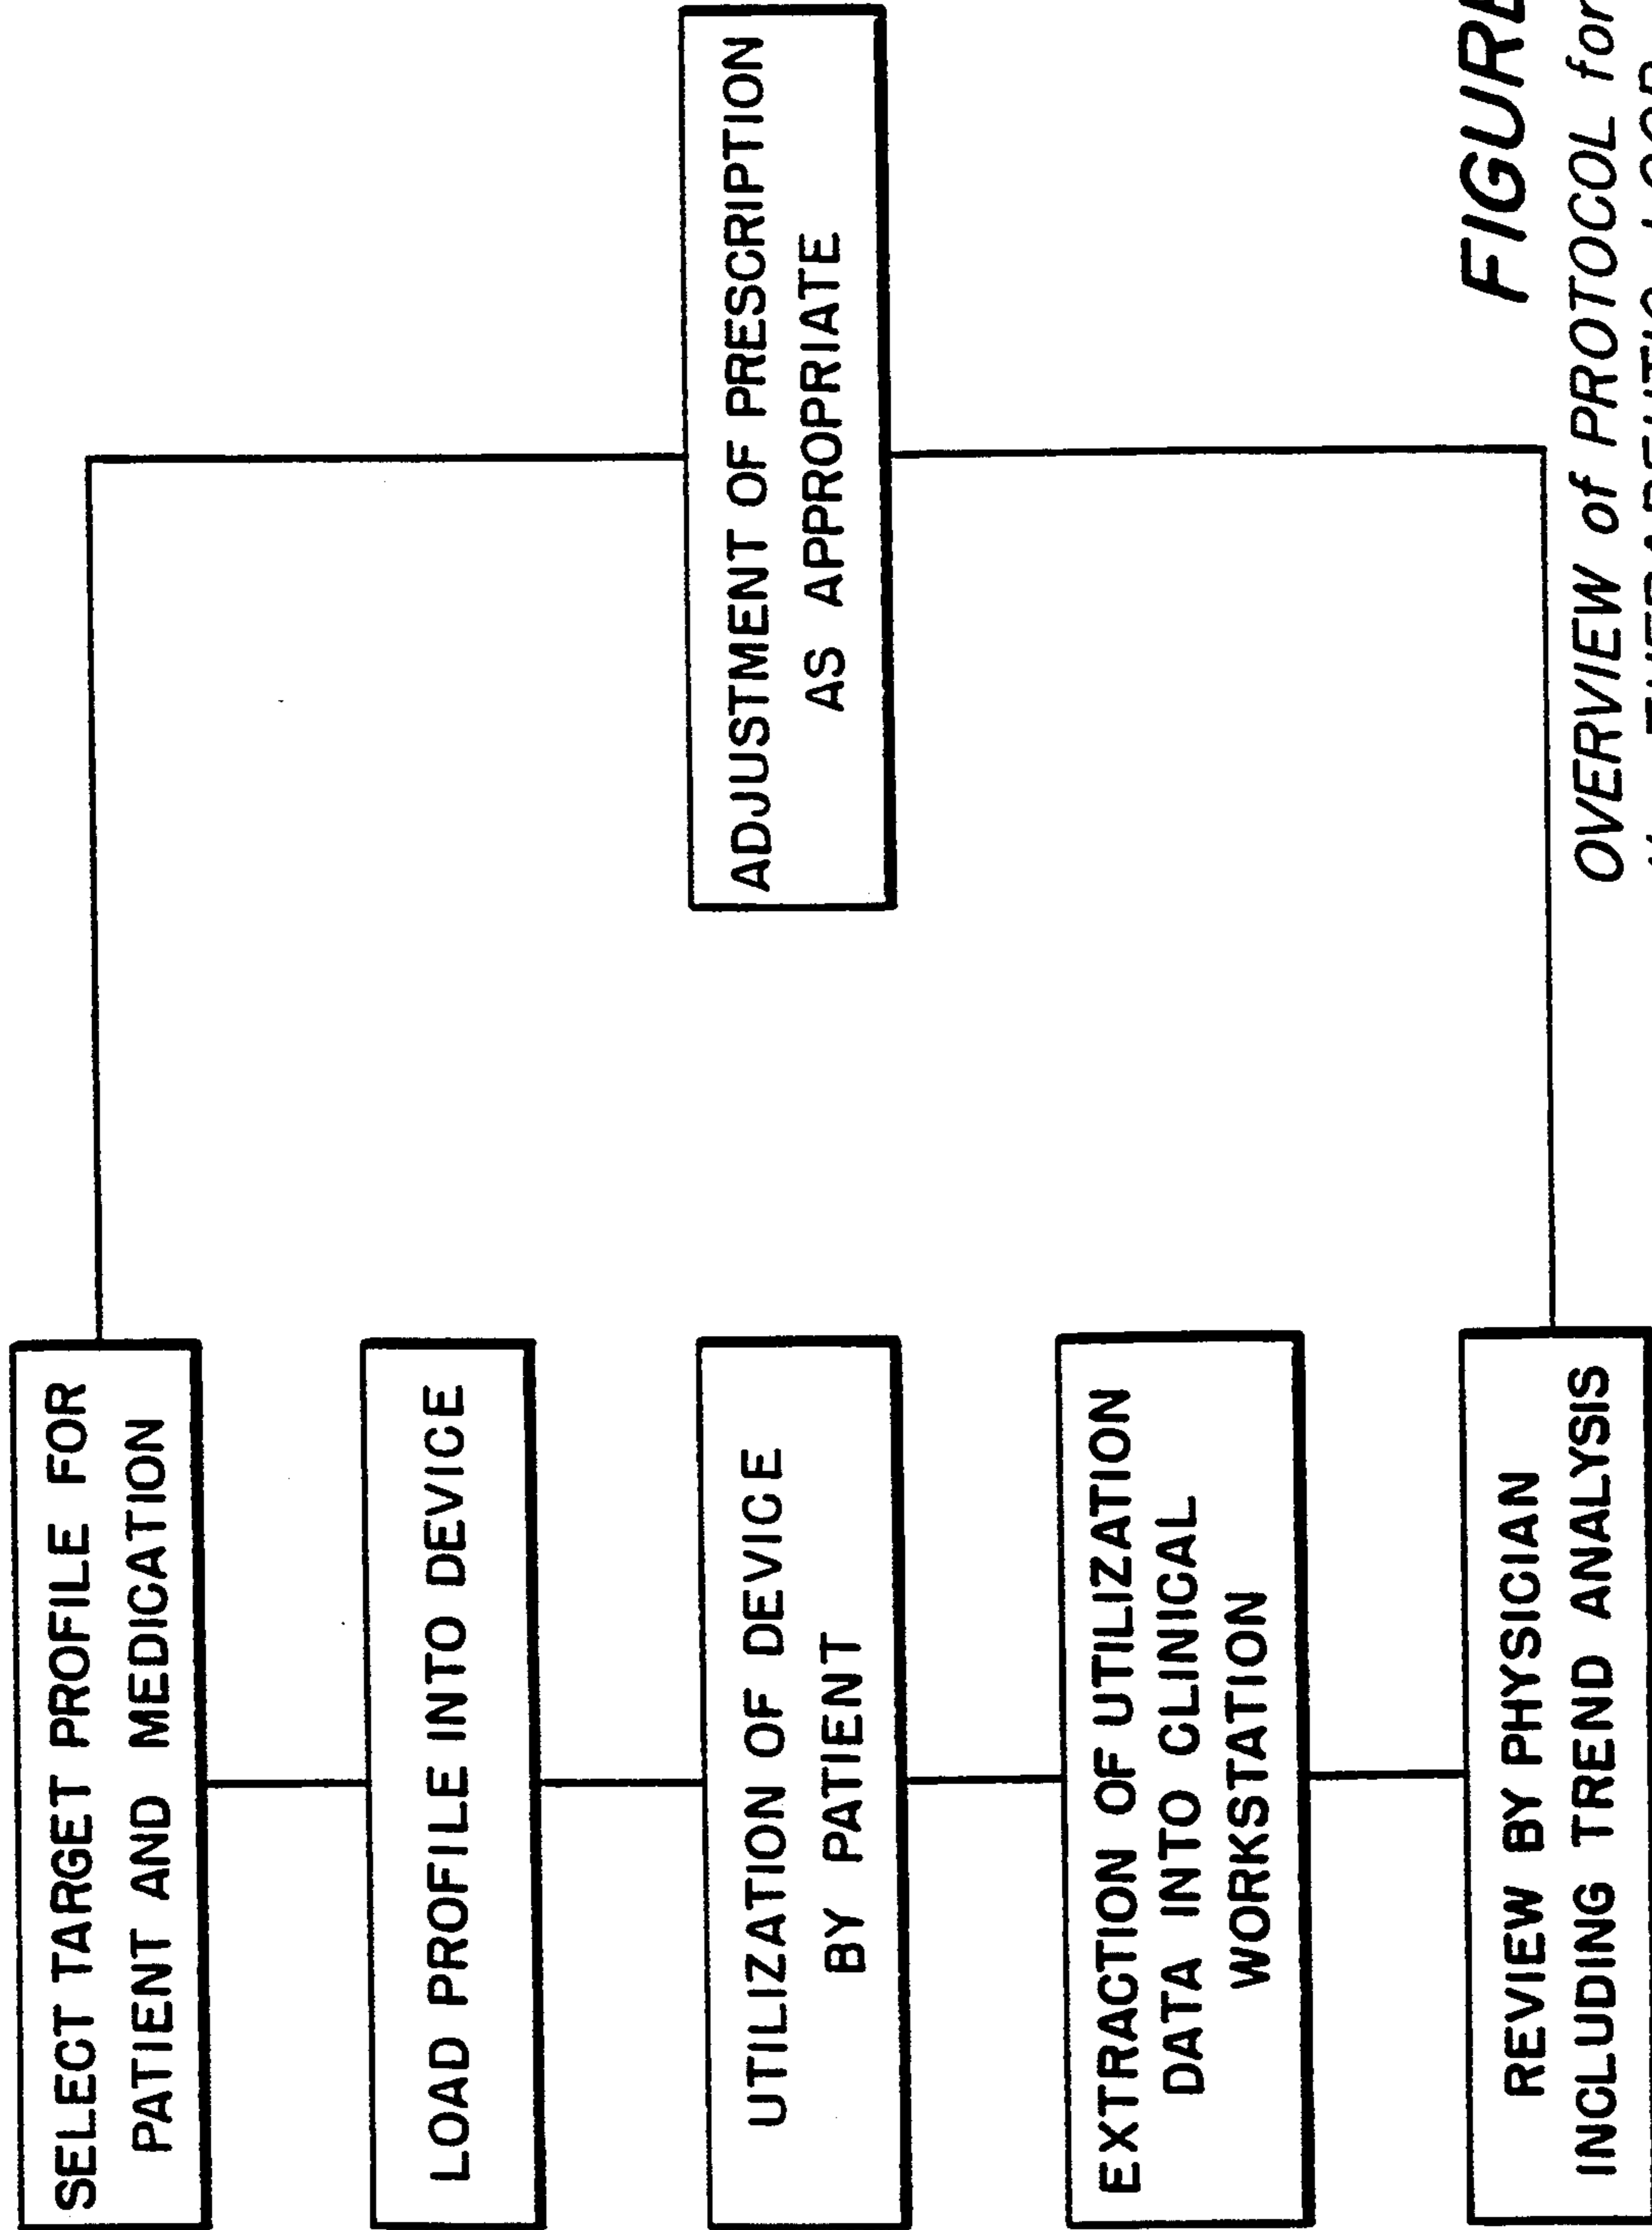 SELECT TARGET PROFILE FOR
PATIENT AND MEDICATION
LOAD PROFILE INTO DEVICE
UTILIZATION OF DEVICE
BY PATIENT
EXTRACTION OF UTILIZATION
DATA INTO CLINICAL
WORKSTATION
REVIEW BY PHYSICIAN
INCLUDING TREND ANALYSIS
ADJUSTMENT OF PRESCRIPTION
AS APPROPRIATE
FIGURE
OVERVIEW of PROTOCOL for